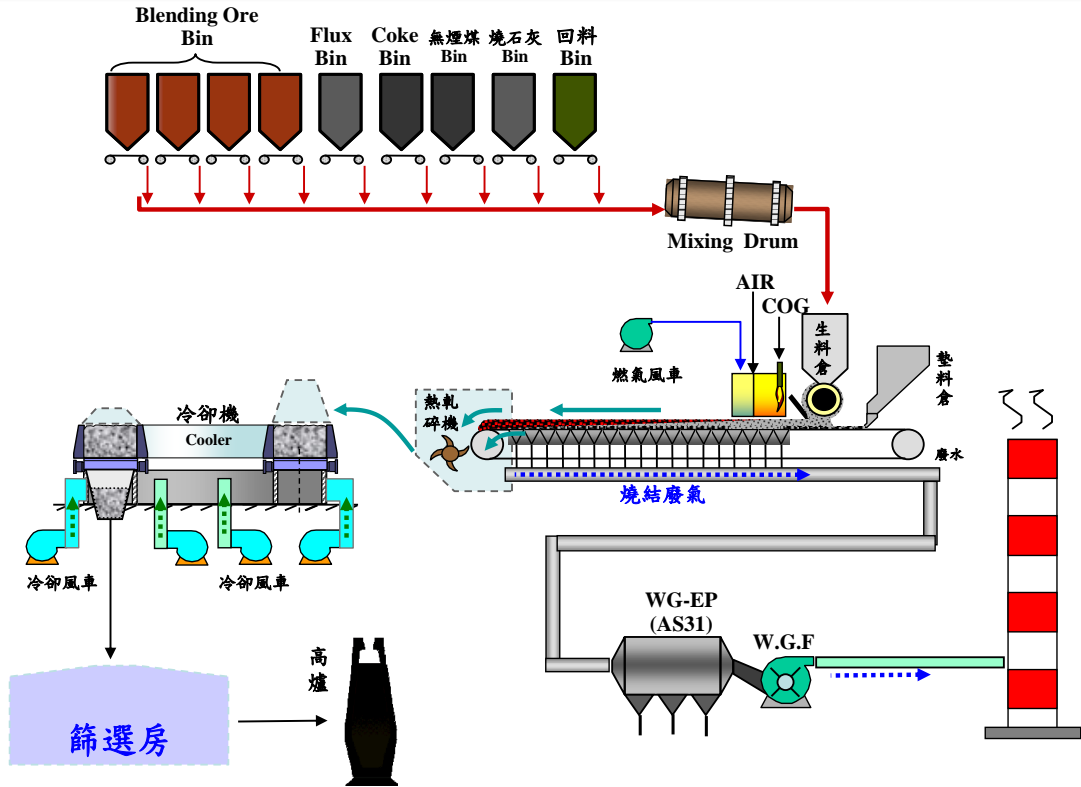 Blending Ore
Bin
Flux
Bin
Coke
Bin
無煙煤
Bin
燒石灰
Bin
回料
Bin
Mixing Drum
AIR
COG
生
料
倉
墊
料
倉
燃氣風車
熱軋
碎機
冷卻機
Cooler
廢水
燒結廢氣
冷卻風車
冷卻風車
WG-EP
(AS31)
W.G.F
高
爐
篩選房